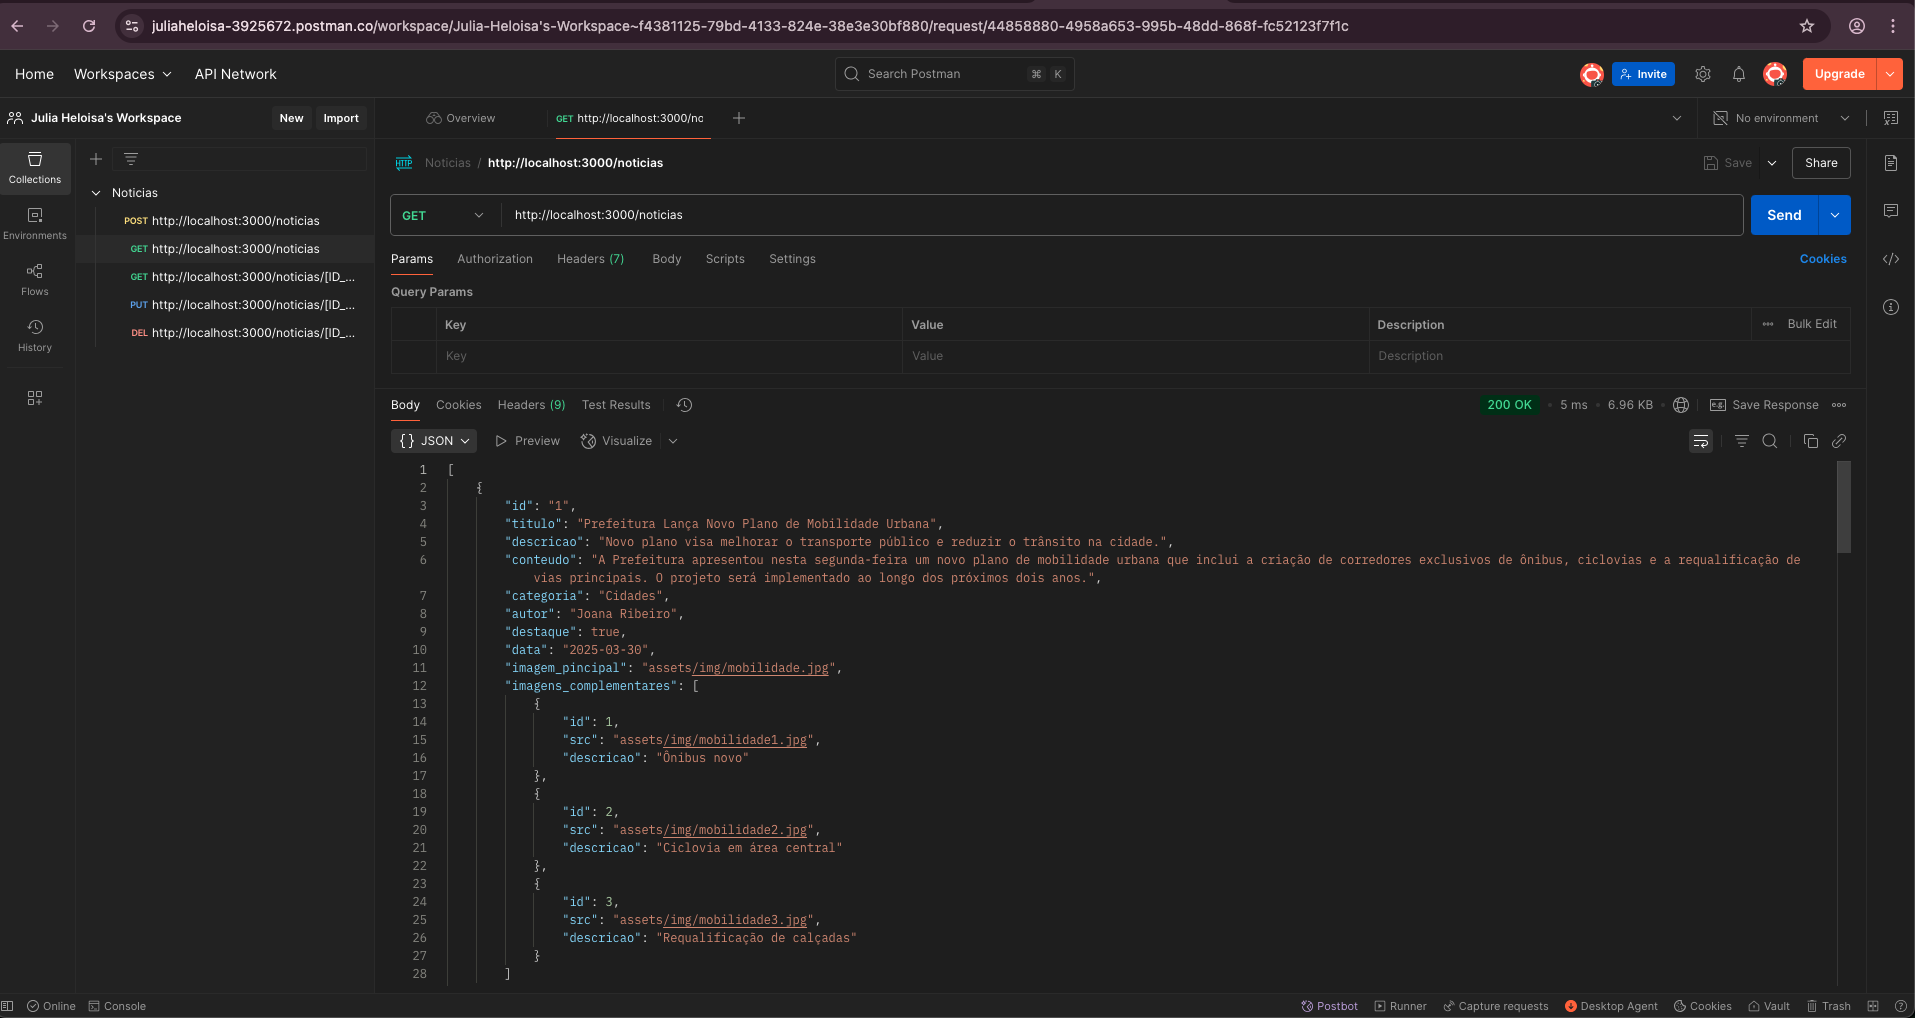 juliaheloisa-3925672.postman.co/workspace/Julia-Heloisa's-Workspace~f4381125-79bd-4133-824e-38e3e30bf880/request/44858880-4958a653-995b-48dd-868f-fc52123f7f1c
Home Workspaces API Network Search Postman ⌘ K Invite Upgrade
Julia Heloisa's Workspace New Import
Overview GET http://localhost:3000/nc No environment
Collections
Environments
Flows
History
Noticias
POST http://localhost:3000/noticias
GET http://localhost:3000/noticias
GET http://localhost:3000/noticias/[ID_...
PUT http://localhost:3000/noticias/[ID_...
DEL http://localhost:3000/noticias/[ID_...
HTTP Noticias / http://localhost:3000/noticias Save Share
GET http://localhost:3000/noticias Send
Params Authorization Headers (7) Body Scripts Settings Cookies
Query Params
Key Value Description Bulk Edit
Key Value Description
Body Cookies Headers (9) Test Results 200 OK 5 ms 6.96 KB e.g. Save Response
{} JSON Preview Visualize
1 [
2 {
3 "id": "1",
4 "titulo": "Prefeitura Lança Novo Plano de Mobilidade Urbana",
5 "descricao": "Novo plano visa melhorar o transporte público e reduzir o trânsito na cidade.",
6 "conteudo": "A Prefeitura apresentou nesta segunda-feira um novo plano de mobilidade urbana que inclui a criação de corredores exclusivos de ônibus, ciclovias e a requalificação de
vias principais. O projeto será implementado ao longo dos próximos dois anos.",
7 "categoria": "Cidades",
8 "autor": "Joana Ribeiro",
9 "destaque": true,
10 "data": "2025-03-30",
11 "imagem_pincipal": "assets/img/mobilidade.jpg",
12 "imagens_complementares": [
13 {
14 "id": 1,
15 "src": "assets/img/mobilidade1.jpg",
16 "descricao": "Ônibus novo"
17 },
18 {
19 "id": 2,
20 "src": "assets/img/mobilidade2.jpg",
21 "descricao": "Ciclovia em área central"
22 },
23 {
24 "id": 3,
25 "src": "assets/img/mobilidade3.jpg",
26 "descricao": "Requalificação de calçadas"
27 }
28 ]
Online Console Postbot Runner Capture requests Desktop Agent Cookies Vault Trash